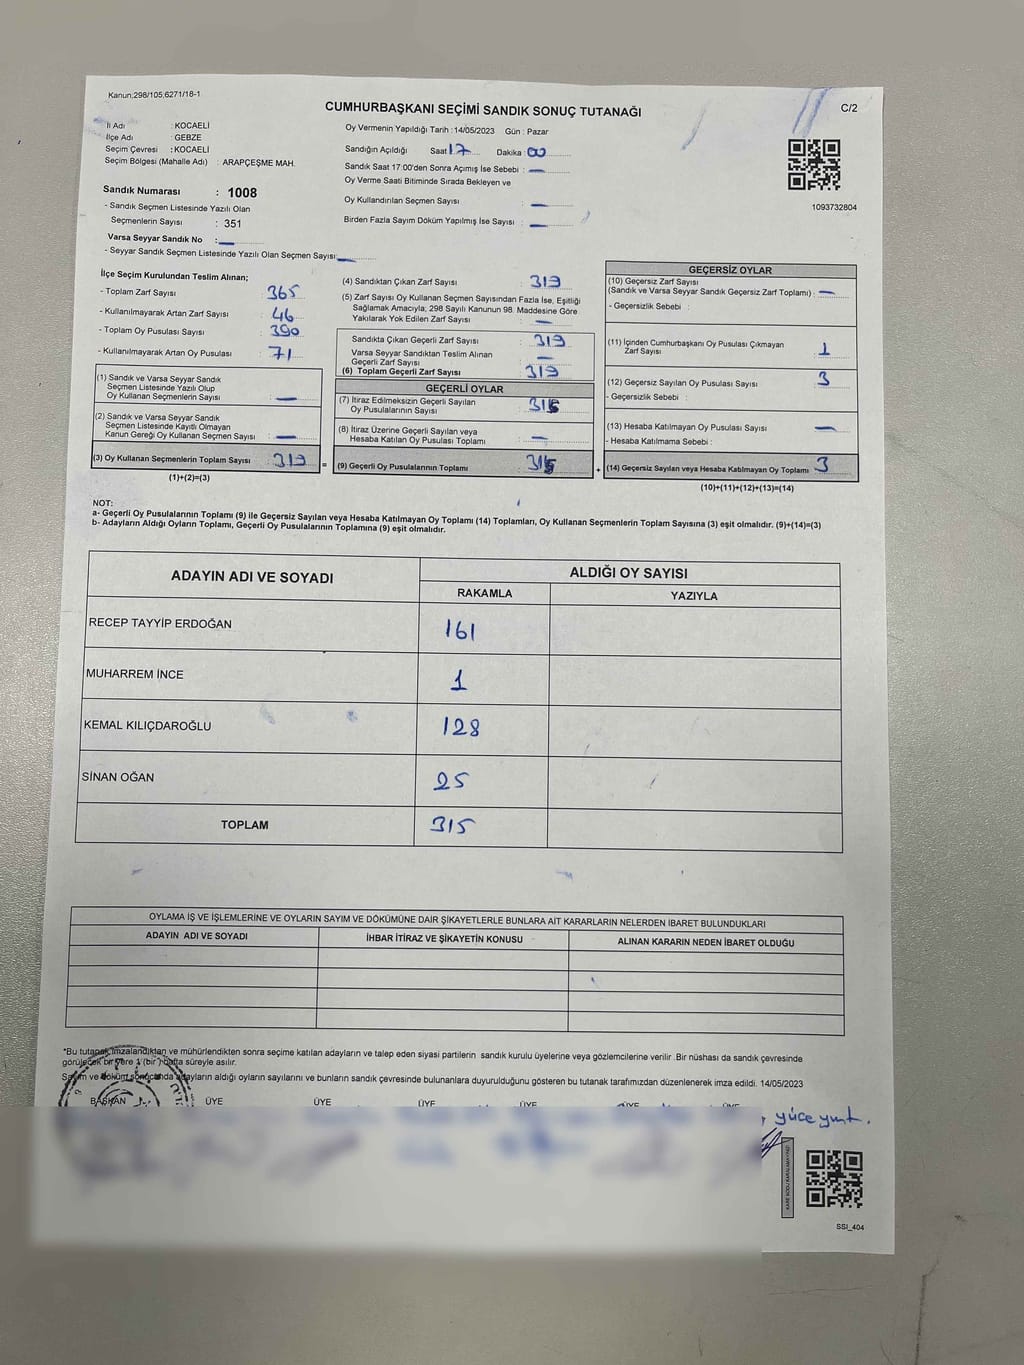 Kanun:298/105,6271/18-1
C/2
CUMHURBAŞKANI SEÇİMİ SANDIK SONUÇ TUTANAĞI
İl Adı : KOCAELİ
İlçe Adı : GEBZE
Seçim Çevresi : KOCAELİ
Seçim Bölgesi (Mahalle Adı) : ARAPÇEŞME MAH.
Sandık Numarası : 1008
- Sandık Seçmen Listesinde Yazılı Olan
Seçmenlerin Sayısı : 351
Varsa Seyyar Sandık No :
- Seyyar Sandık Seçmen Listesinde Yazılı Olan Seçmen Sayısı:
Oy Vermenin Yapıldığı Tarih : 14/05/2023 Gün : Pazar
Sandığın Açıldığı Saat 17 Dakika : 00
Sandık Saat 17:00'den Sonra Açımış İse Sebebi : —
Oy Verme Saati Bitiminde Sırada Bekleyen ve
Oy Kullandırılan Seçmen Sayısı : —
Birden Fazla Sayım Döküm Yapılmış İse Sayısı : —
1093732804
İlçe Seçim Kurulundan Teslim Alınan;
- Toplam Zarf Sayısı : 365
- Kullanılmayarak Artan Zarf Sayısı : 46
- Toplam Oy Pusulası Sayısı : 390
- Kullanılmayarak Artan Oy Pusulası : 71
(1) Sandık ve Varsa Seyyar Sandık
Seçmen Listesinde Yazılı Olup
Oy Kullanan Seçmenlerin Sayısı : —
(2) Sandık ve Varsa Seyyar Sandık
Seçmen Listesinde Kayıtlı Olmayan
Kanun Gereği Oy Kullanan Seçmen Sayısı : —
(3) Oy Kullanan Seçmenlerin Toplam Sayısı : 319
(1)+(2)=(3)
(4) Sandıktan Çıkan Zarf Sayısı : 319
(5) Zarf Sayısı Oy Kullanan Seçmen Sayısından Fazla İse, Eşitliği
Sağlamak Amacıyla, 298 Sayılı Kanunun 98. Maddesine Göre
Yakılarak Yok Edilen Zarf Sayısı : —
Sandıkta Çıkan Geçerli Zarf Sayısı : 319
Varsa Seyyar Sandıktan Teslim Alınan
Geçerli Zarf Sayısı : —
(6) Toplam Geçerli Zarf Sayısı : 319
GEÇERLİ OYLAR
(7) İtiraz Edilmeksizin Geçerli Sayılan
Oy Pusulalarının Sayısı : 315
(8) İtiraz Üzerine Geçerli Sayılan veya
Hesaba Katılan Oy Pusulası Toplamı : —
= (9) Geçerli Oy Pusulalarının Toplamı : 315 +
GEÇERSİZ OYLAR
(10) Geçersiz Zarf Sayısı
(Sandık ve Varsa Seyyar Sandık Geçersiz Zarf Toplamı) : —
- Geçersizlik Sebebi :
(11) İçinden Cumhurbaşkanı Oy Pusulası Çıkmayan
Zarf Sayısı : 1
(12) Geçersiz Sayılan Oy Pusulası Sayısı : 3
- Geçersizlik Sebebi :
(13) Hesaba Katılmayan Oy Pusulası Sayısı : —
- Hesaba Katılmama Sebebi :
(14) Geçersiz Sayılan veya Hesaba Katılmayan Oy Toplamı : 3
(10)+(11)+(12)+(13)=(14)
NOT:
a- Geçerli Oy Pusulalarının Toplamı (9) ile Geçersiz Sayılan veya Hesaba Katılmayan Oy Toplamı (14) Toplamları, Oy Kullanan Seçmenlerin Toplam Sayısına (3) eşit olmalıdır. (9)+(14)=(3)
b- Adayların Aldığı Oyların Toplamı, Geçerli Oy Pusulalarının Toplamına (9) eşit olmalıdır.
ADAYIN ADI VE SOYADI
ALDIĞI OY SAYISI
RAKAMLA YAZIYLA
RECEP TAYYİP ERDOĞAN 161
MUHARREM İNCE 1
KEMAL KILIÇDAROĞLU 128
SİNAN OĞAN 25
TOPLAM 315
OYLAMA İŞ VE İŞLEMLERİNE VE OYLARIN SAYIM VE DÖKÜMÜNE DAİR ŞİKAYETLERLE BUNLARA AİT KARARLARIN NELERDEN İBARET BULUNDUKLARI
ADAYIN ADI VE SOYADI İHBAR İTİRAZ VE ŞİKAYETİN KONUSU ALINAN KARARIN NEDEN İBARET OLDUĞU
*Bu tutanak imzalandıktan ve mühürlendikten sonra seçime katılan adayların ve talep eden siyasi partilerin sandık kurulu üyelerine veya gözlemcilerine verilir. Bir nüshası da sandık çevresinde
görülecek bir yere 1 (bir) hafta süreyle asılır.
Sayım ve döküm sonucunda adayların aldığı oyların sayılarını ve bunların sandık çevresinde bulunanlara duyurulduğunu gösteren bu tutanak tarafımızdan düzenlenerek imza edildi. 14/05/2023
BAŞKAN ÜYE ÜYE ÜYE ÜYE ÜYE ÜYE
SSI_404